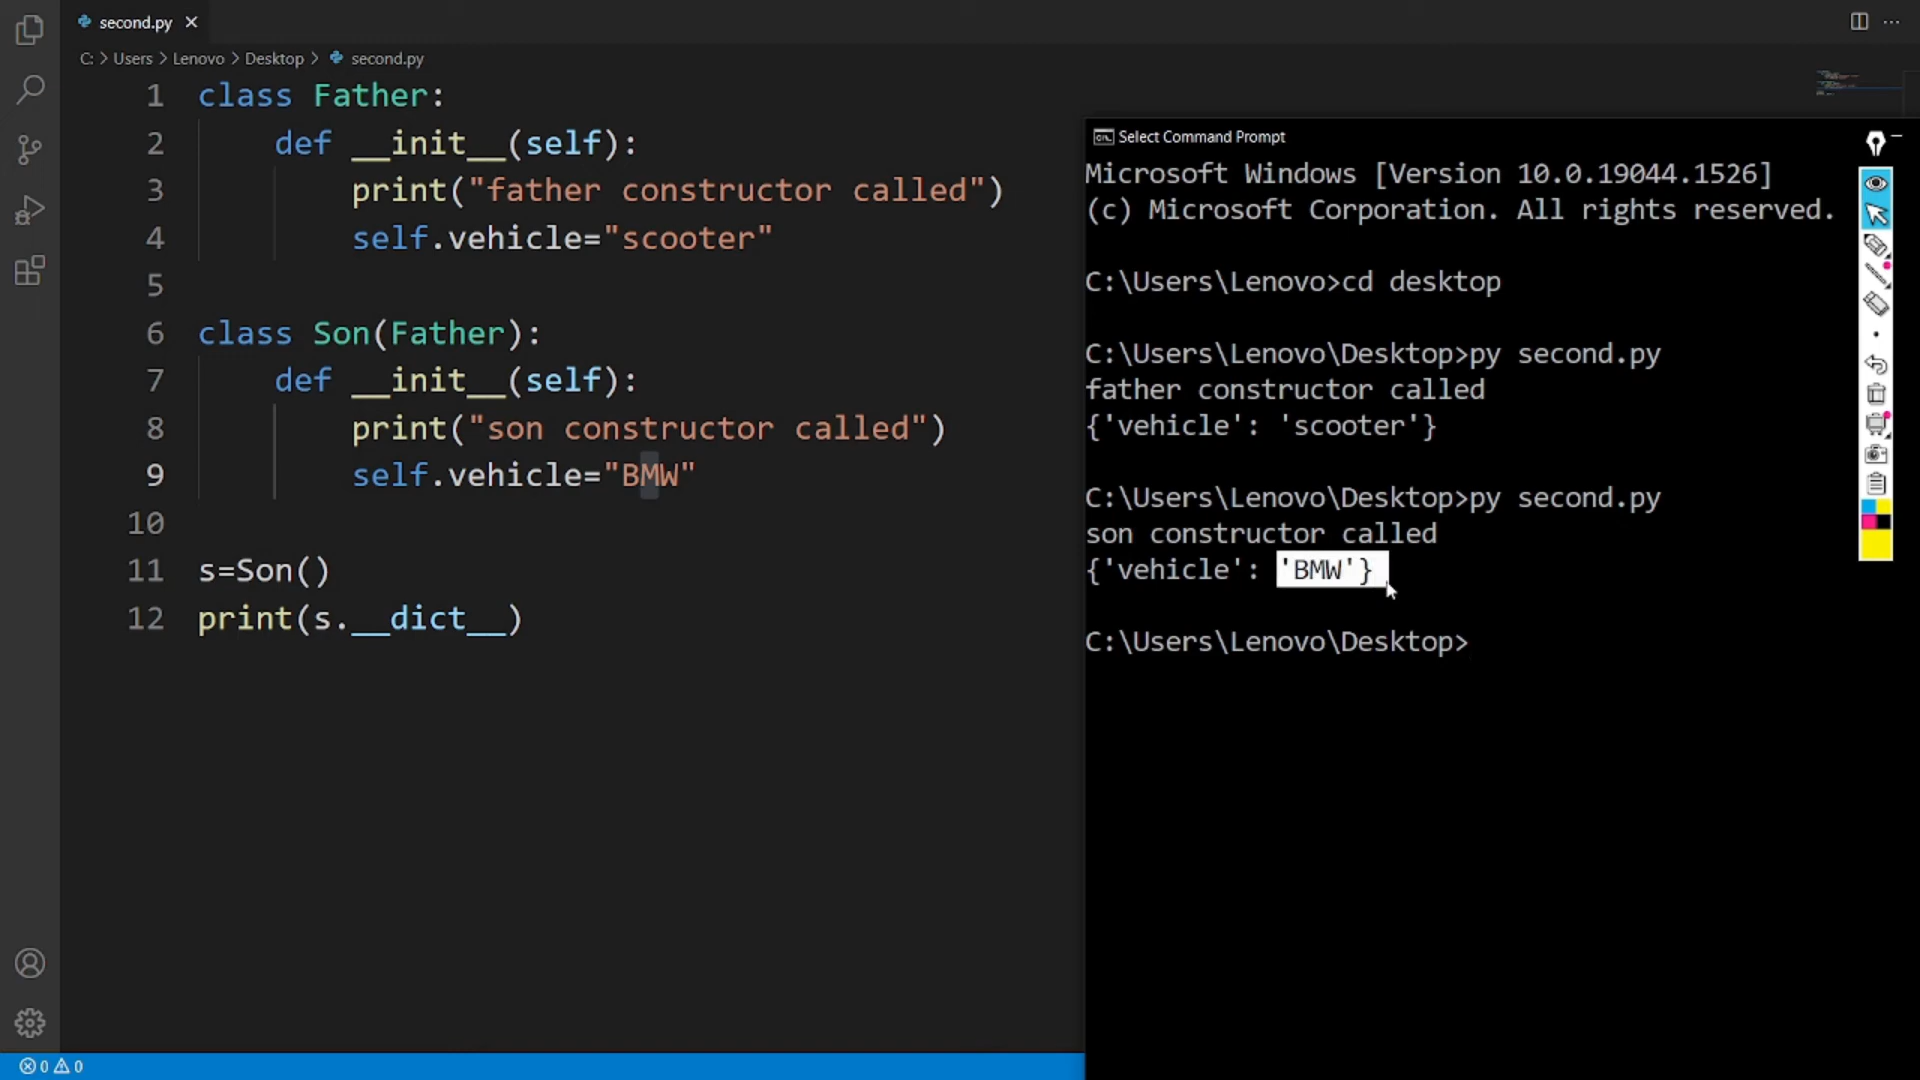 second.py
C: > Users > Lenovo > Desktop > second.py
1 class Father:
2     def __init__(self):
3         print("father constructor called")
4         self.vehicle="scooter"
5
6 class Son(Father):
7     def __init__(self):
8         print("son constructor called")
9         self.vehicle="BMW"
10
11 s=Son()
12 print(s.__dict__)
0 0
Select Command Prompt
Microsoft Windows [Version 10.0.19044.1526]
(c) Microsoft Corporation. All rights reserved.
C:\Users\Lenovo>cd desktop
C:\Users\Lenovo\Desktop>py second.py
father constructor called
{'vehicle': 'scooter'}
C:\Users\Lenovo\Desktop>py second.py
son constructor called
{'vehicle': 'BMW'}
C:\Users\Lenovo\Desktop>